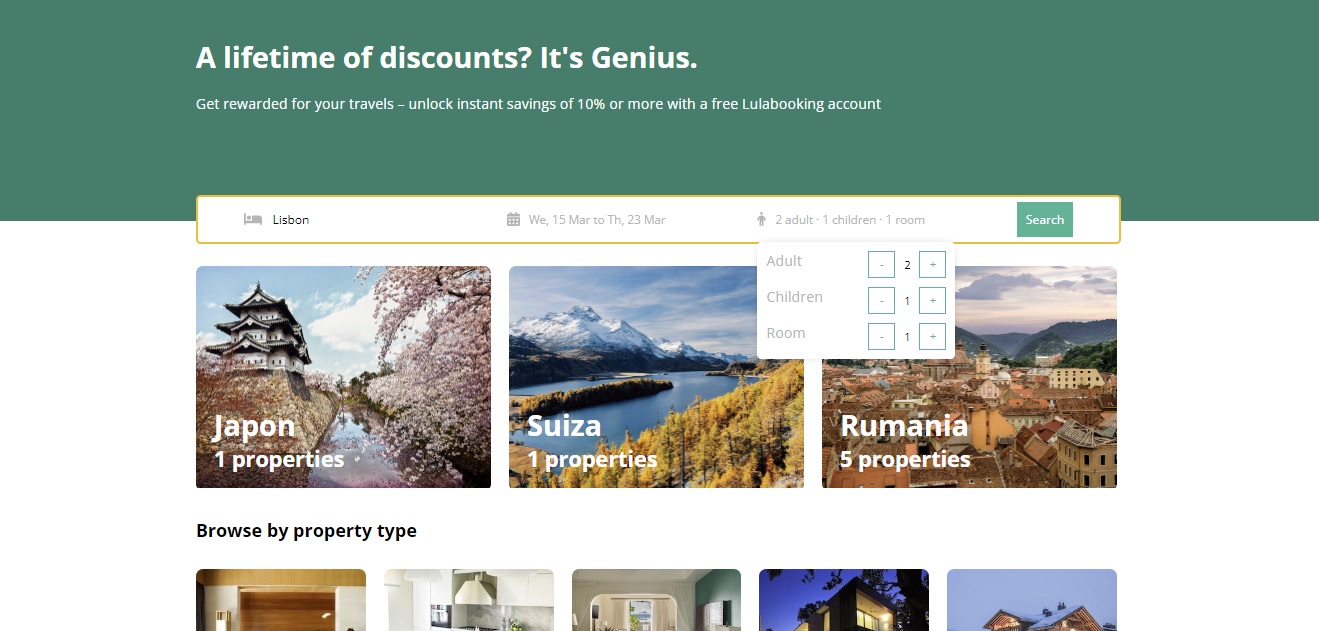 A lifetime of discounts? It's Genius.
Get rewarded for your travels – unlock instant savings of 10% or more with a free Lulabooking account
Lisbon
We, 15 Mar to Th, 23 Mar
2 adult · 1 children · 1 room
Search
Adult - 2 +
Children - 1 +
Room - 1 +
Japon
1 properties
Suiza
1 properties
Rumania
5 properties
Browse by property type